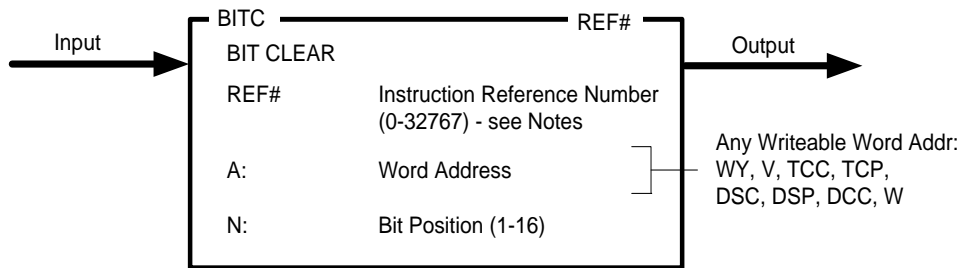 BITC REF#
Input
BIT CLEAR
Output
REF# Instruction Reference Number
(0-32767) - see Notes
Any Writeable Word Addr:
WY, V, TCC, TCP,
DSC, DSP, DCC, W
A: Word Address
N: Bit Position (1-16)